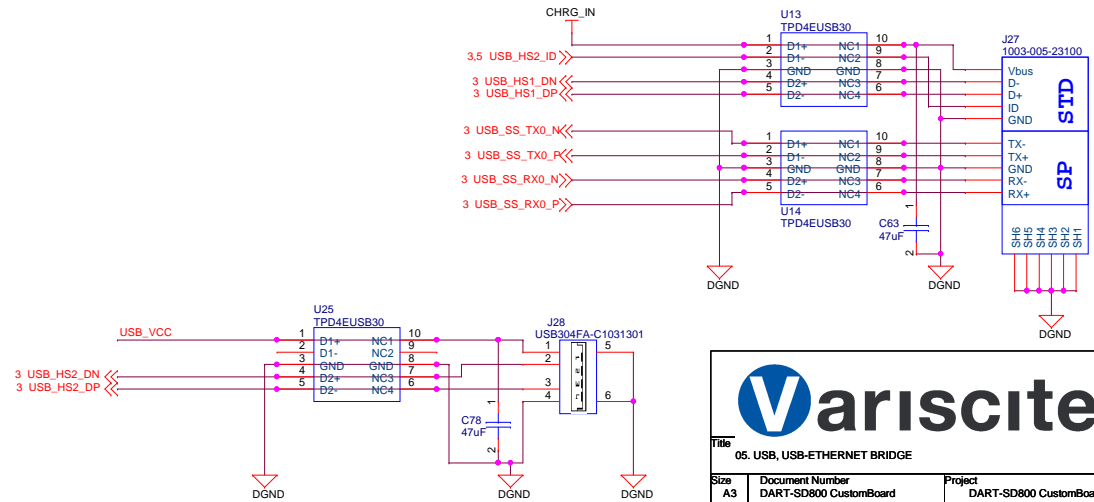 CHRG_IN
U13
TPD4EUSB30
3,5 USB_HS2_ID
3 USB_HS1_DN
3 USB_HS1_DP
1 D1+ NC1 10
2 D1- NC2 9
3 GND GND 8
4 D2+ NC3 7
5 D2- NC4 6
J27
1003-005-23100
Vbus
D-
D+
ID
GND
STD
3 USB_SS_TX0_N
3 USB_SS_TX0_P
3 USB_SS_RX0_N
3 USB_SS_RX0_P
1 D1+ NC1 10
2 D1- NC2 9
3 GND GND 8
4 D2+ NC3 7
5 D2- NC4 6
U14
TPD4EUSB30
TX-
TX+
GND
RX-
RX+
SP
C63
47uF
1
2
SH6
SH5
SH4
SH3
SH2
SH1
DGND
DGND
DGND
U25
TPD4EUSB30
USB_VCC
3 USB_HS2_DN
3 USB_HS2_DP
1 D1+ NC1 10
2 D1- NC2 9
3 GND GND 8
4 D2+ NC3 7
5 D2- NC4 6
J28
USB304FA-C1031301
1
2
3
4
5
6
C78
47uF
1
2
DGND
DGND
DGND
Variscite
Title
05. USB, USB-ETHERNET BRIDGE
Size
A3
Document Number
DART-SD800 CustomBoard
Project
DART-SD800 CustomBoa